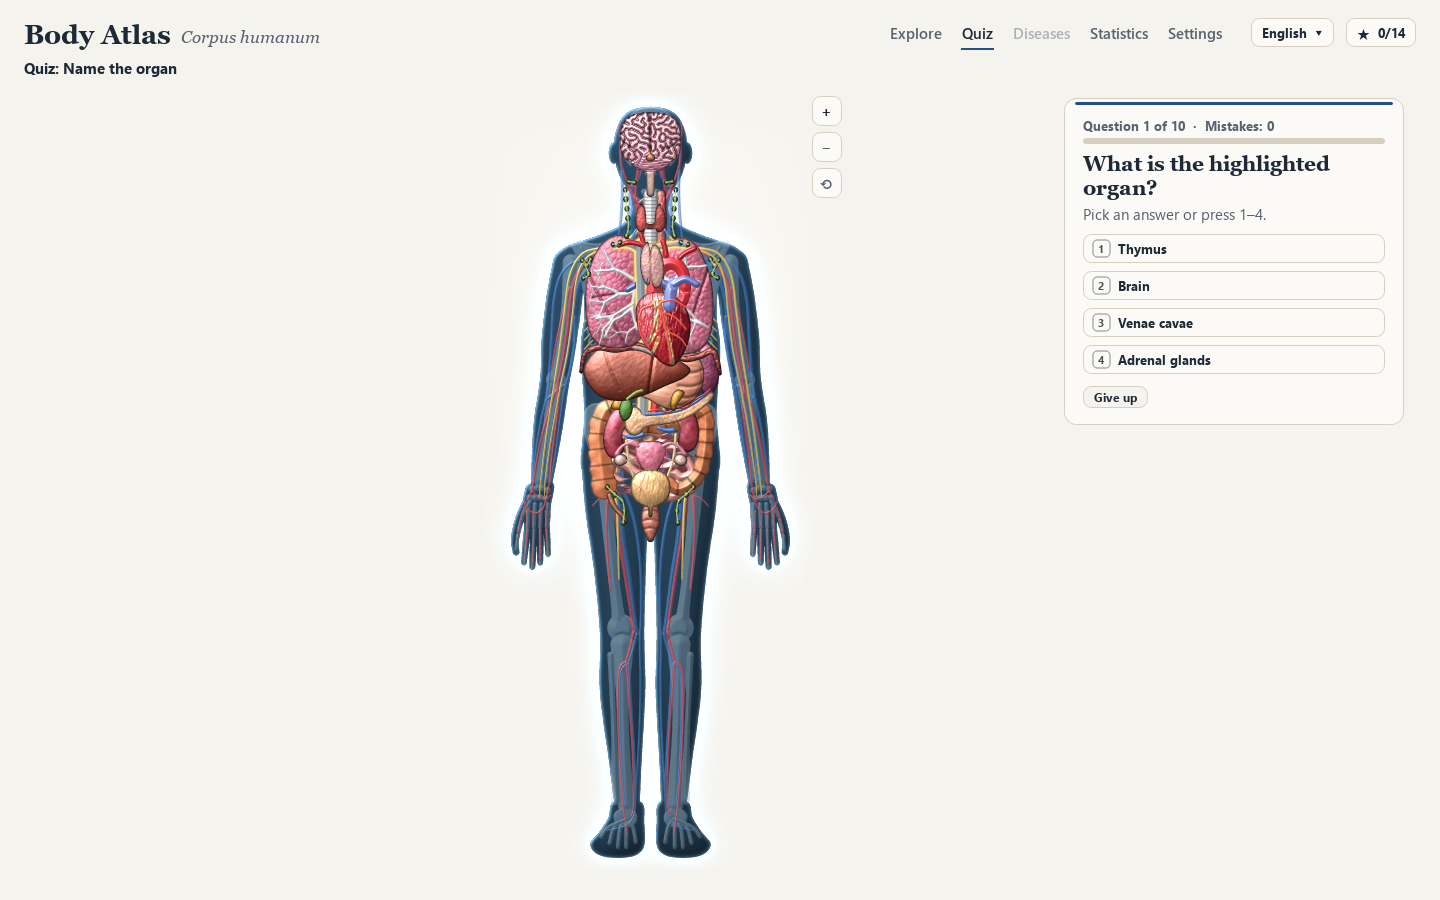 Body Atlas Corpus humanum
Explore Quiz Diseases Statistics Settings English ▼ ★ 0/14
Quiz: Name the organ
+
−
⟲
Question 1 of 10 · Mistakes: 0
What is the highlighted
organ?
Pick an answer or press 1–4.
1 Thymus
2 Brain
3 Venae cavae
4 Adrenal glands
Give up